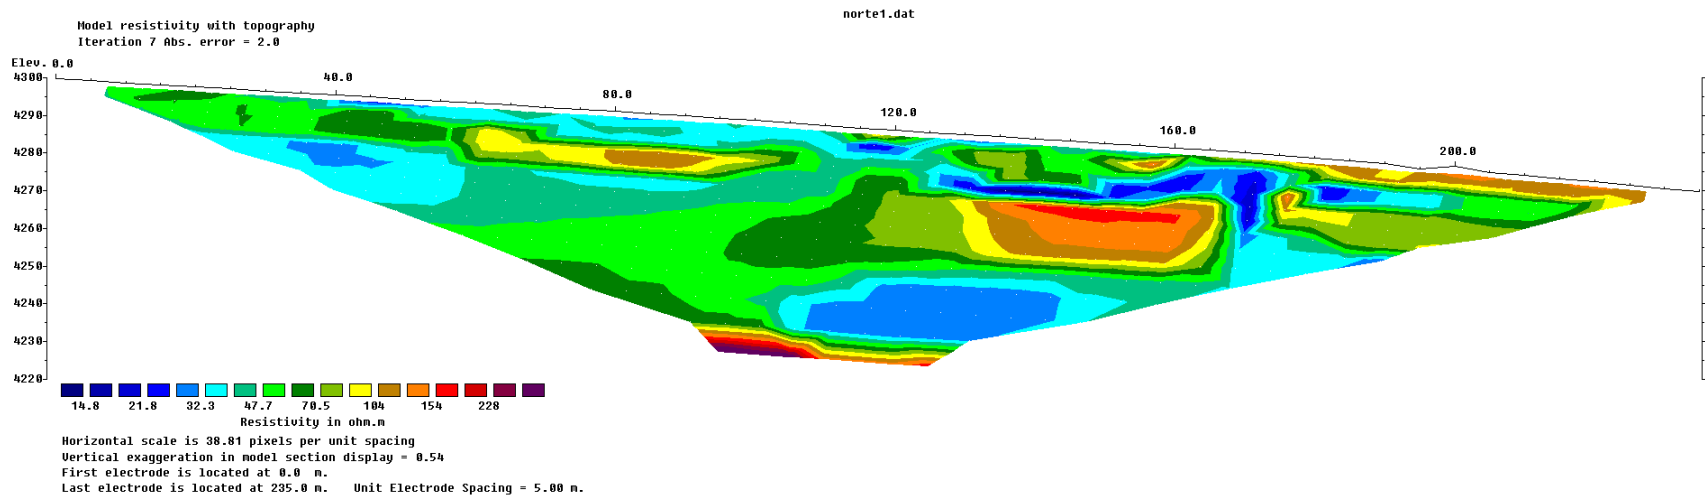 norte1.dat
Model resistivity with topography
Iteration 7 Abs. error = 2.0
Elev. 0.0
4300
40.0
80.0
4290
120.0
160.0
4280
200.0
4270
4260
4250
4240
4230
4220
14.8 21.8 32.3 47.7 70.5 104 154 228
Resistivity in ohm.m
Horizontal scale is 38.81 pixels per unit spacing
Vertical exaggeration in model section display = 0.54
First electrode is located at 0.0 m.
Last electrode is located at 235.0 m. Unit Electrode Spacing = 5.00 m.